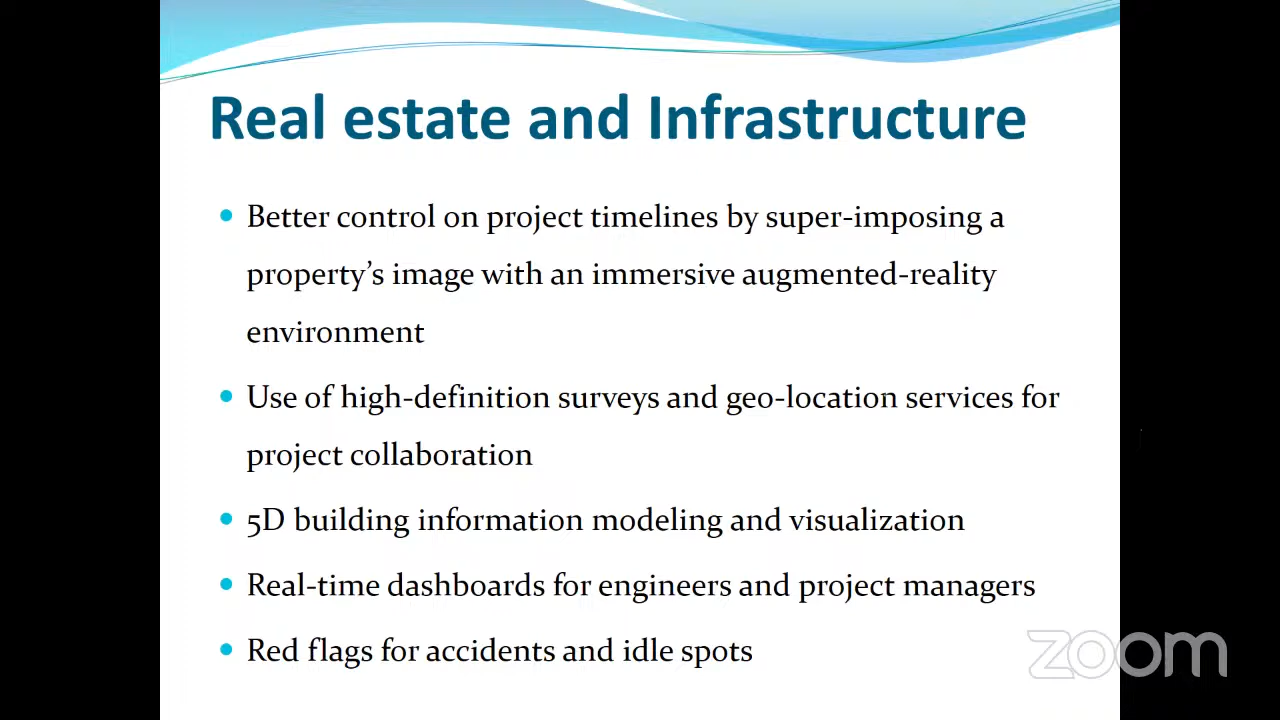 Real estate and Infrastructure
• Better control on project timelines by super-imposing a
property’s image with an immersive augmented-reality
environment
• Use of high-definition surveys and geo-location services for
project collaboration
• 5D building information modeling and visualization
• Real-time dashboards for engineers and project managers
• Red flags for accidents and idle spots
zoom